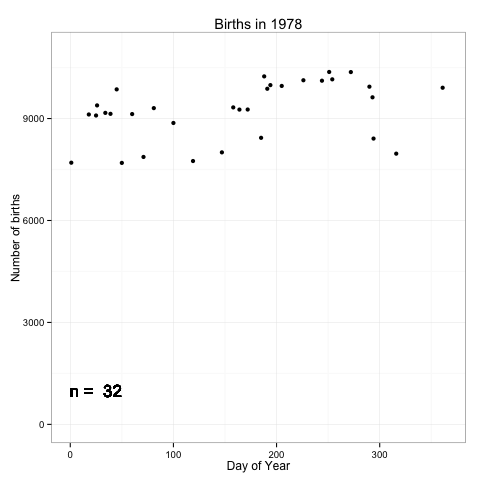 Births in 1978
Number of births
9000
6000
3000
0
n = 32
0 100 200 300
Day of Year